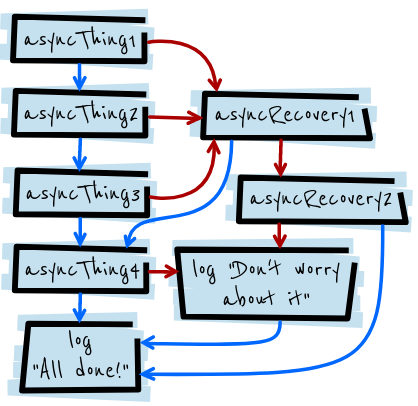 asyncThing1
asyncThing2
asyncRecovery1
asyncThing3
asyncRecovery2
asyncThing4
log "Don't worry
about it"
log
"All done!"